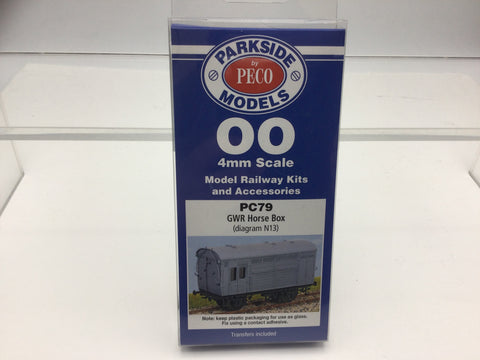 PARKSIDE
by
PECO
MODELS
OO
4mm Scale
Model Railway Kits
and Accessories
PC79
GWR Horse Box
(diagram N13)
Note: keep plastic packaging for use as glass.
Fix using a contact adhesive.
Transfers included